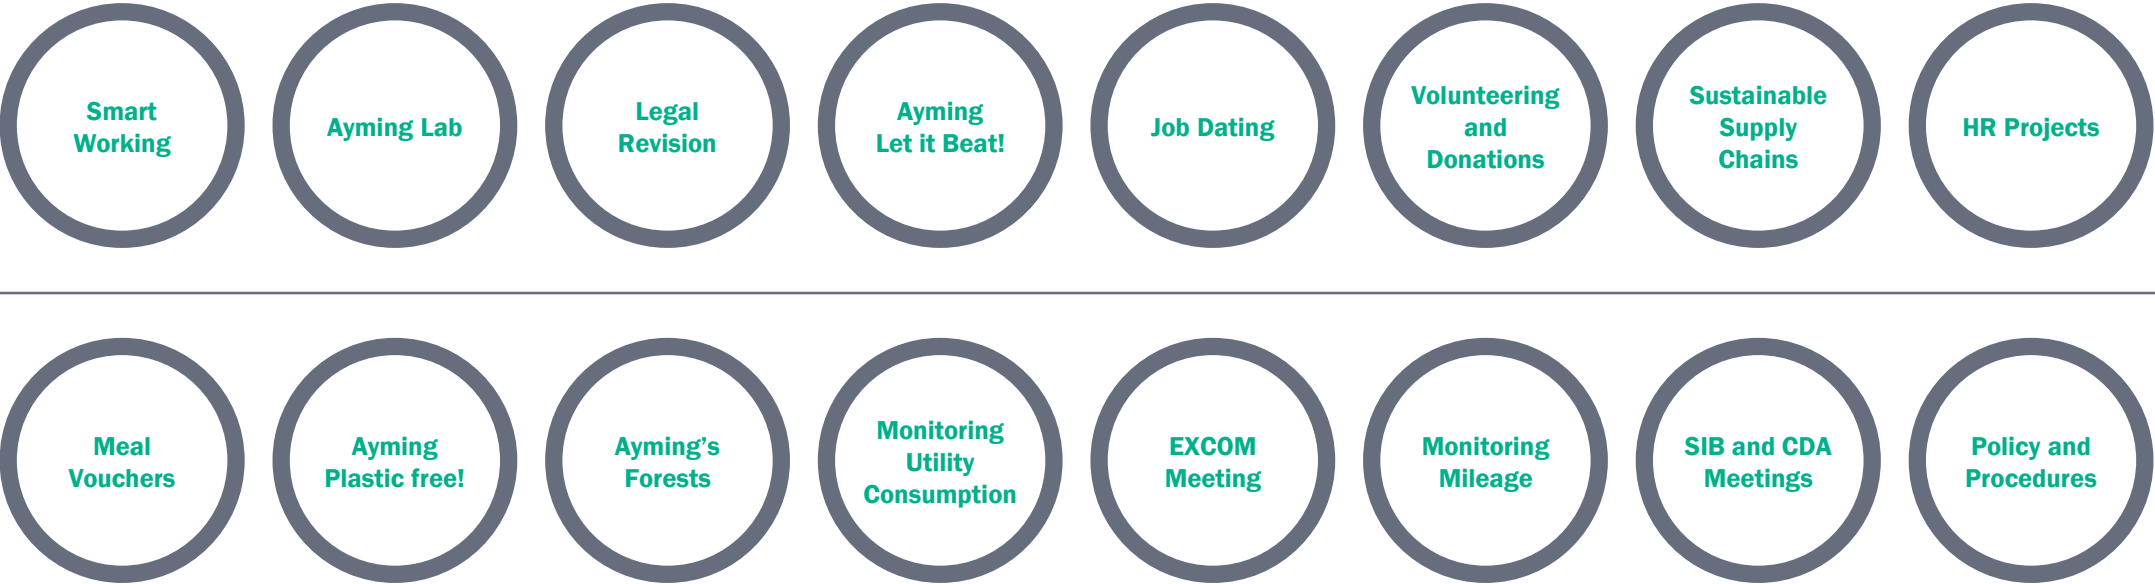 Smart
Working
Ayming Lab
Legal
Revision
Ayming
Let it Beat!
Job Dating
Volunteering
and
Donations
Sustainable
Supply
Chains
HR Projects
Meal
Vouchers
Ayming
Plastic free!
Ayming’s
Forests
Monitoring
Utility
Consumption
EXCOM
Meeting
Monitoring
Mileage
SIB and CDA
Meetings
Policy and
Procedures